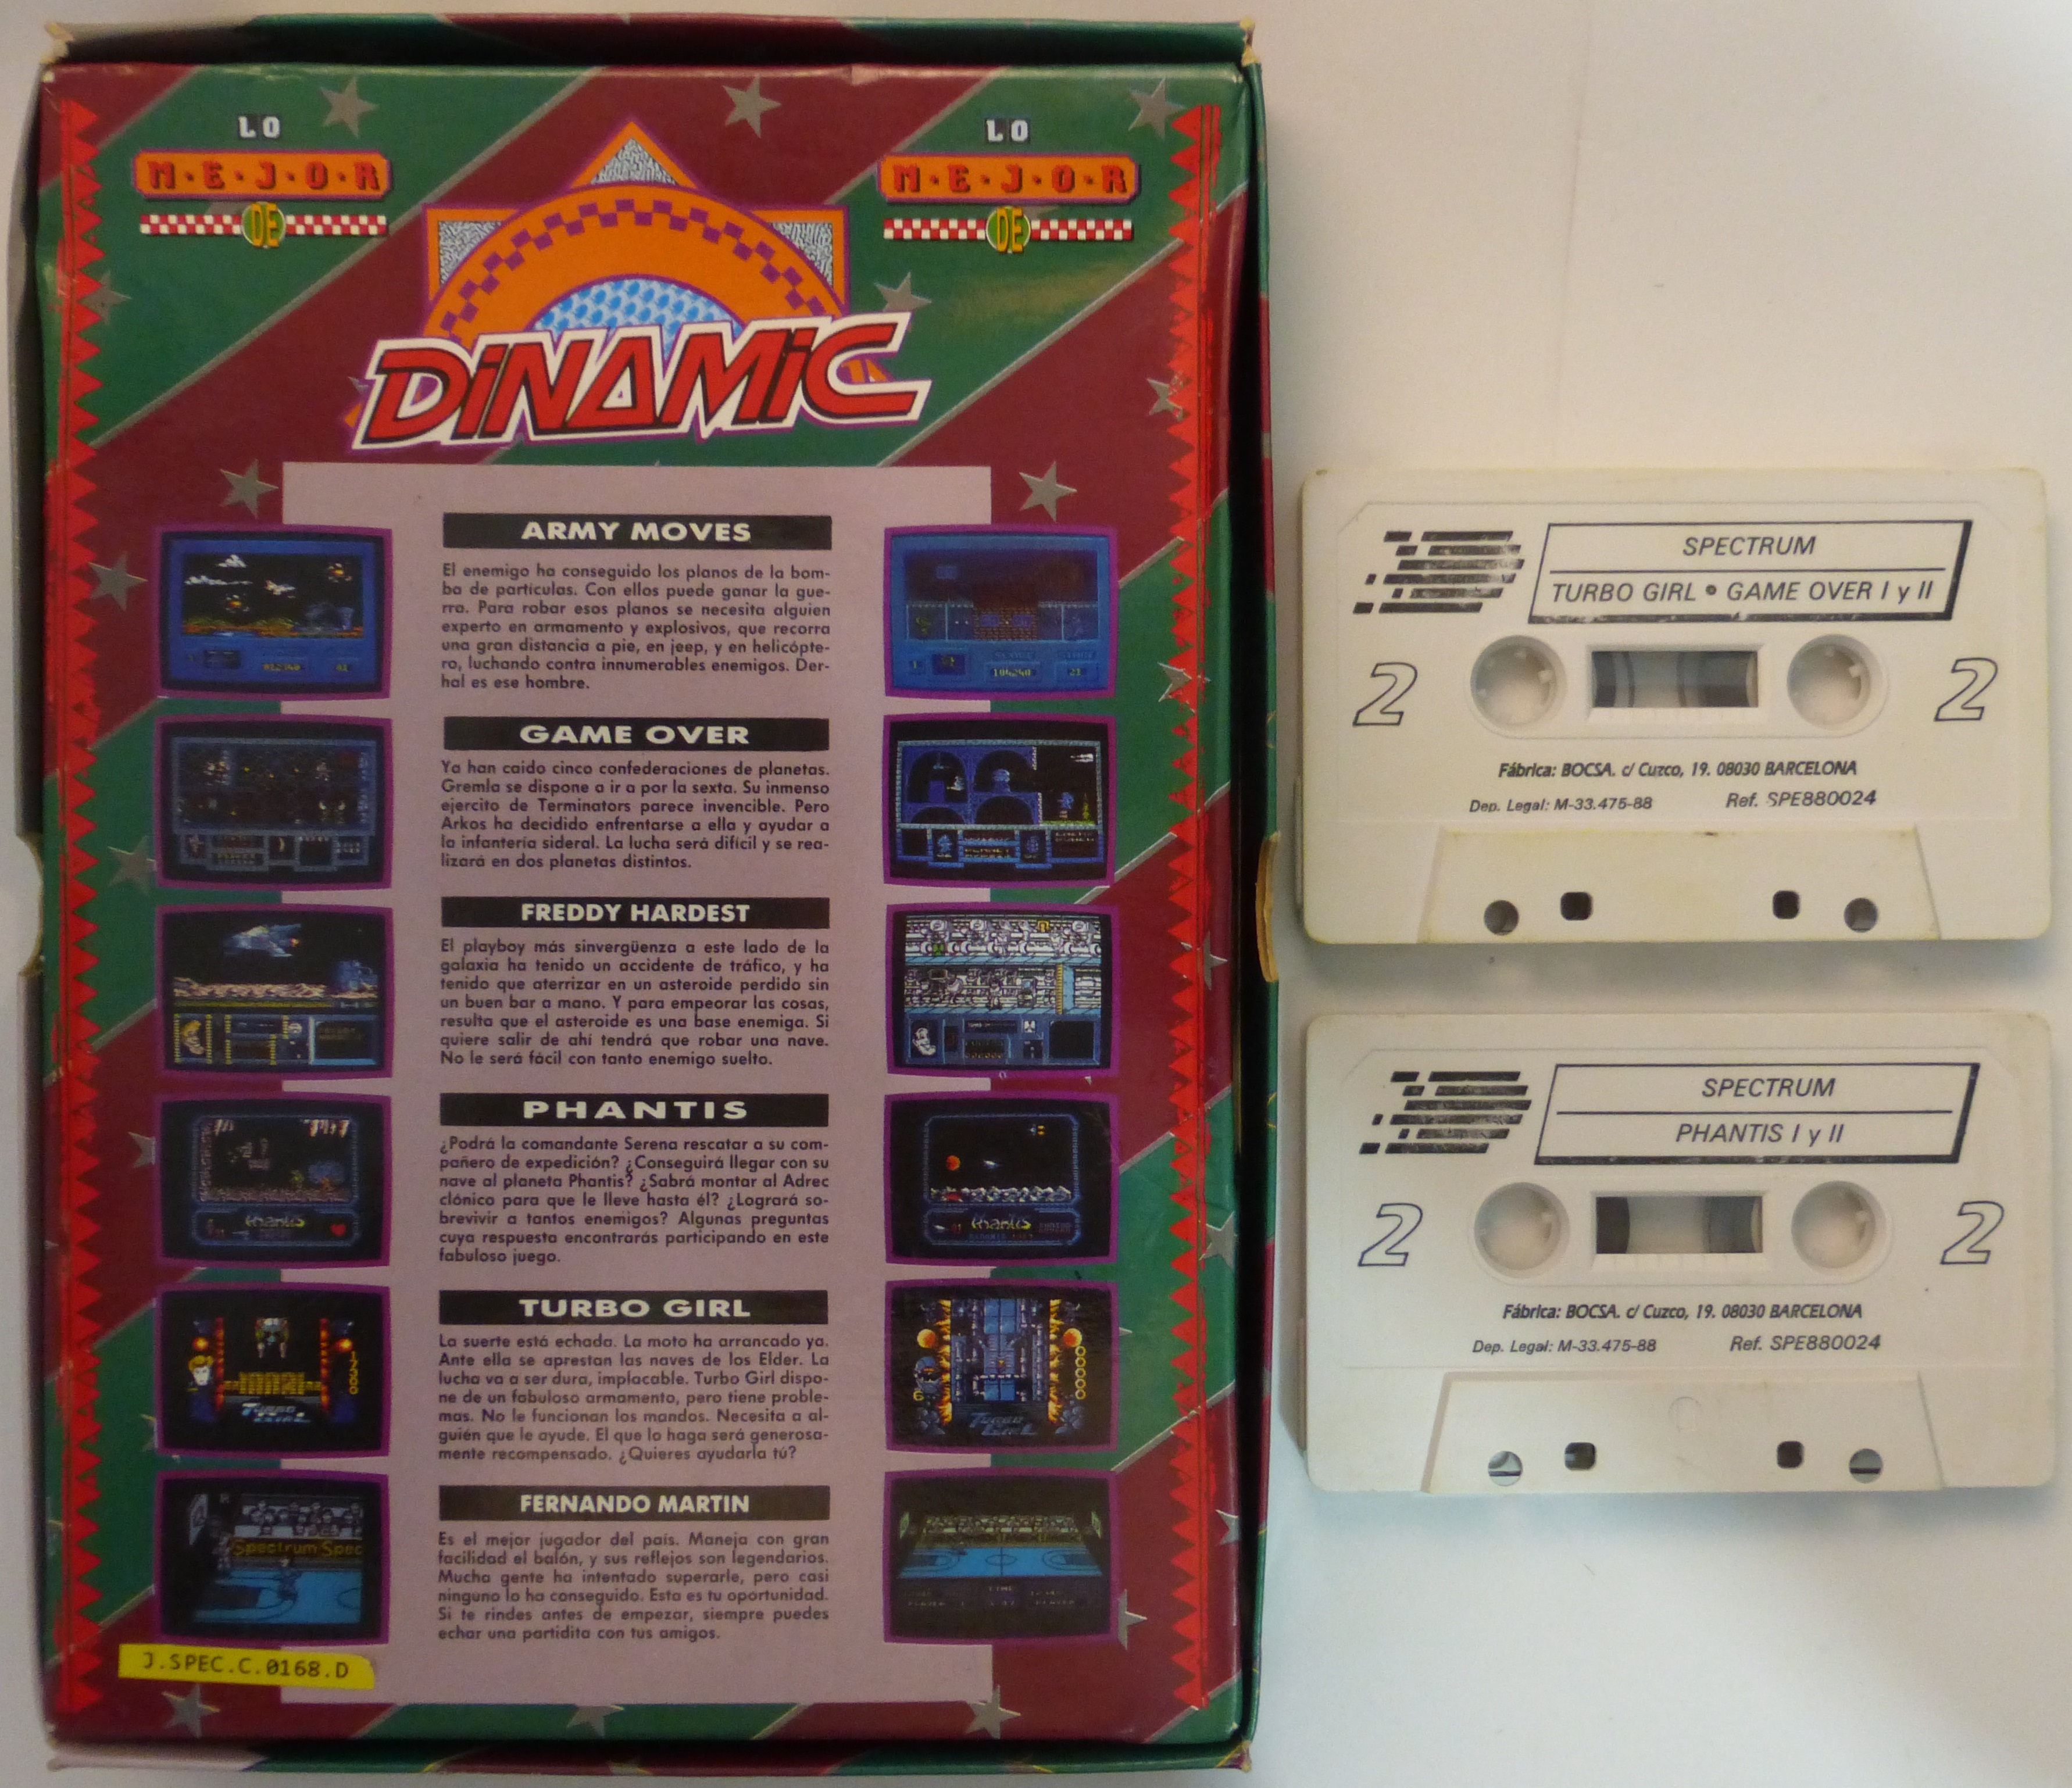 LO
M·E·J·O·R
DE
LO
M·E·J·O·R
DE
DiNAMiC
ARMY MOVES
El enemigo ha conseguido los planos de la bom-
ba de partículas. Con ellos puede ganar la gue-
rra. Para robar esos planos se necesita alguien
experto en armamento y explosivos, que recorra
una gran distancia a pie, en jeep, y en helicópte-
ro, luchando contra innumerables enemigos. Der-
hal es ese hombre.
GAME OVER
Ya han caido cinco confederaciones de planetas.
Gremla se dispone a ir a por la sexta. Su inmenso
ejercito de Terminators parece invencible. Pero
Arkos ha decidido enfrentarse a ella y ayudar a
la infantería sideral. La lucha será difícil y se rea-
lizará en dos planetas distintos.
FREDDY HARDEST
El playboy más sinvergüenza a este lado de la
galaxia ha tenido un accidente de tráfico, y ha
tenido que aterrizar en un asteroide perdido sin
un buen bar a mano. Y para empeorar las cosas,
resulta que el asteroide es una base enemiga. Si
quiere salir de ahí tendrá que robar una nave.
No le será fácil con tanto enemigo suelto.
PHANTIS
¿Podrá la comandante Serena rescatar a su com-
pañero de expedición? ¿Conseguirá llegar con su
nave al planeta Phantis? ¿Sabrá montar al Adrec
clónico para que le lleve hasta él? ¿Logrará so-
brevivir a tantos enemigos? Algunas preguntas
cuya respuesta encontrarás participando en este
fabuloso juego.
TURBO GIRL
La suerte está echada. La moto ha arrancado ya.
Ante ella se aprestan las naves de los Elder. La
lucha va a ser dura, implacable. Turbo Girl dispo-
ne de un fabuloso armamento, pero tiene proble-
mas. No le funcionan los mandos. Necesita a al-
guién que le ayude. El que lo haga será generosa-
mente recompensado. ¿Quieres ayudarla tú?
FERNANDO MARTIN
Es el mejor jugador del país. Maneja con gran
facilidad el balón, y sus reflejos son legendarios.
Mucha gente ha intentado superarle, pero casi
ninguno lo ha conseguido. Esta es tu oportunidad.
Si te rindes antes de empezar, siempre puedes
echar una partidita con tus amigos.
Phantis
Phantis
TURBO
GIRL
TURBO
GIRL
Spectrum Spec
J.SPEC.C.0168.D
SPECTRUM
TURBO GIRL • GAME OVER I y II
2
2
Fábrica: BOCSA. c/ Cuzco, 19. 08030 BARCELONA
Dep. Legal: M-33.475-88 Ref. SPE880024
SPECTRUM
PHANTIS I y II
2
2
Fábrica: BOCSA. c/ Cuzco, 19. 08030 BARCELONA
Dep. Legal: M-33.475-88 Ref. SPE880024